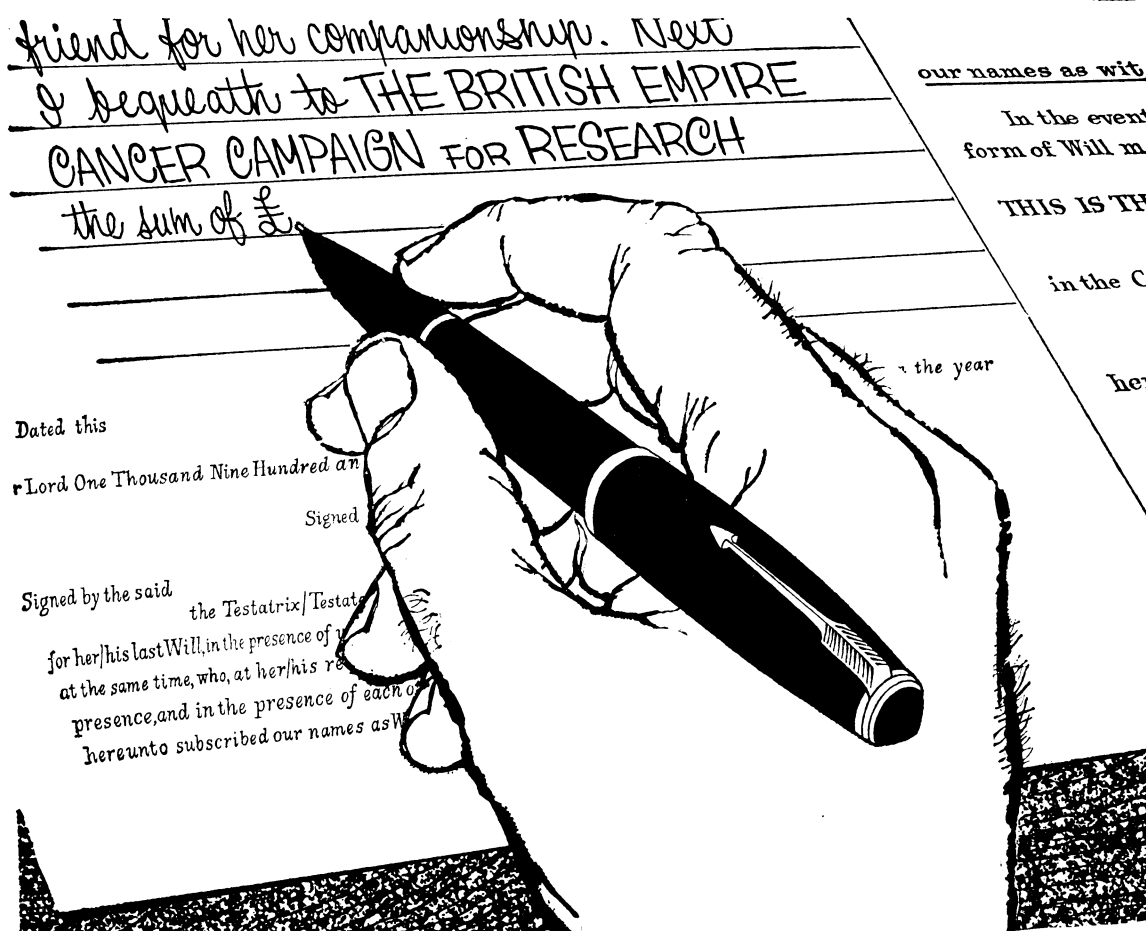 friend for her companionship. Next
I bequeath to THE BRITISH EMPIRE
CANCER CAMPAIGN FOR RESEARCH
the sum of £
the year
Dated this
r Lord One Thousand Nine Hundred an
Signed
Signed by the said
the Testatrix/Testat
for her/his last Will, in the presence of
at the same time, who, at her/his re
presence, and in the presence of each o
hereunto subscribed our names as W
our names as wit
In the event
form of Will m
THIS IS TH
in the C
her